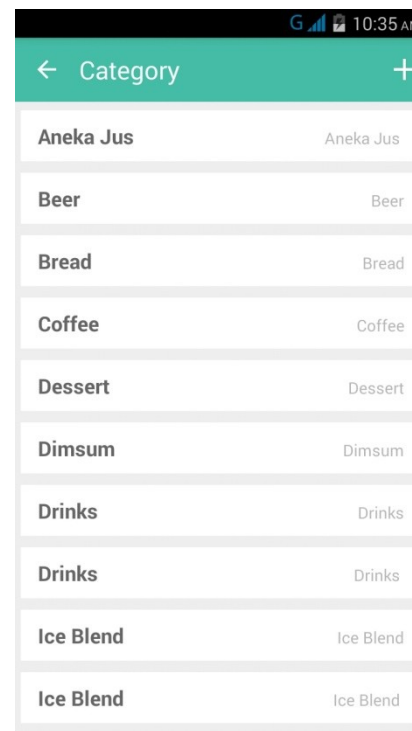 G 10:35 AM
Category
Aneka Jus Aneka Jus
Beer Beer
Bread Bread
Coffee Coffee
Dessert Dessert
Dimsum Dimsum
Drinks Drinks
Drinks Drinks
Ice Blend Ice Blend
Ice Blend Ice Blend